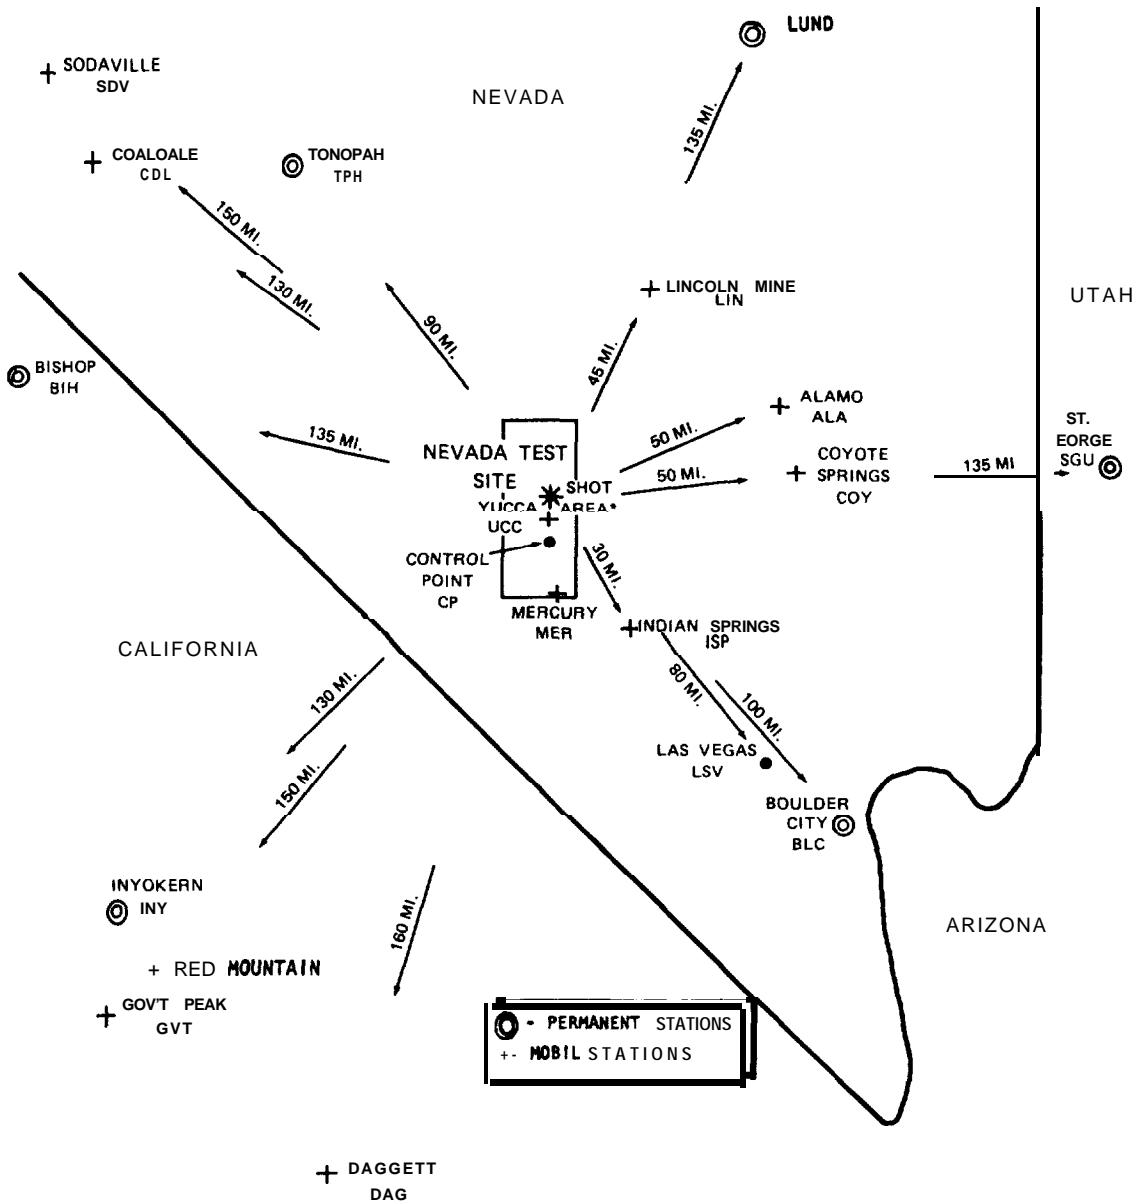 LUND
SODAVILLE
SDV
NEVADA
135 MI.
COALOALE
CDL
TONOPAH
TPH
150 MI.
130 MI.
90 MI.
LINCOLN MINE
LIN
UTAH
45 MI.
BISHOP
BIH
135 MI.
ALAMO
ALA
50 MI.
ST.
EORGE
SGU
NEVADA TEST
SITE
COYOTE
SPRINGS
COY
50 MI.
135 MI
SHOT
YUCCA AREA*
UCC
CONTROL
POINT
CP
30 MI.
MERCURY
MER
INDIAN SPRINGS
ISP
CALIFORNIA
130 MI.
80 MI.
100 MI.
150 MI.
LAS VEGAS
LSV
BOULDER
CITY
BLC
INYOKERN
INY
160 MI.
ARIZONA
+ RED MOUNTAIN
GOV'T PEAK
GVT
- PERMANENT STATIONS
+- MOBIL STATIONS
DAGGETT
DAG